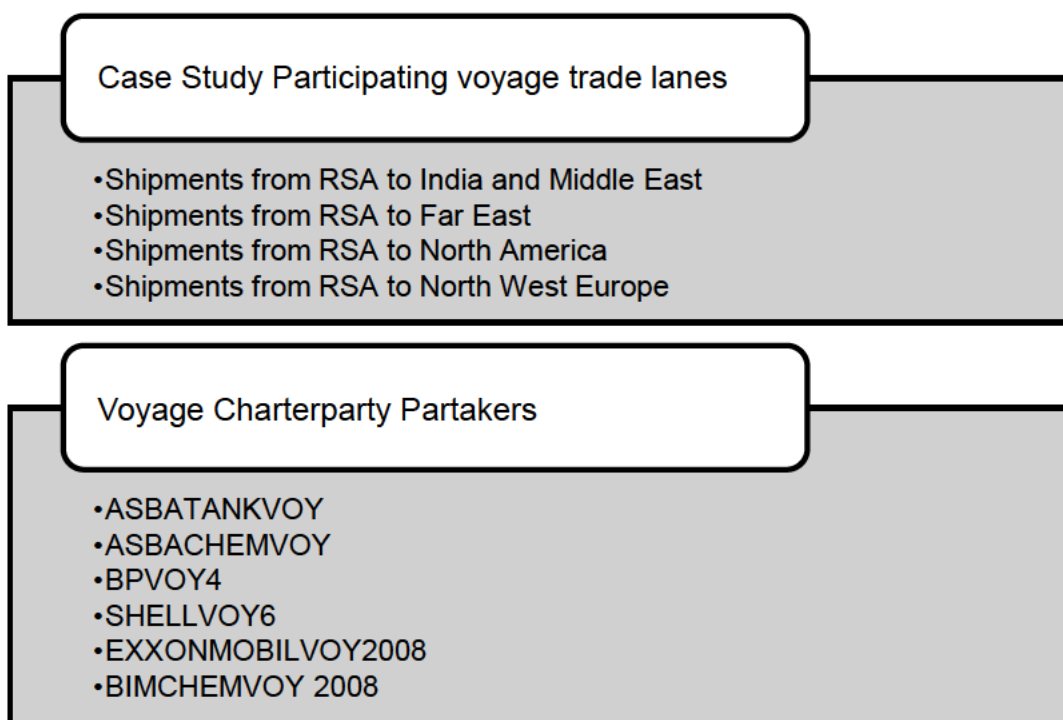 Case Study Participating voyage trade lanes
•Shipments from RSA to India and Middle East
•Shipments from RSA to Far East
•Shipments from RSA to North America
•Shipments from RSA to North West Europe
Voyage Charterparty Partakers
•ASBATANKVOY
•ASBACHEMVOY
•BPVOY4
•SHELLVOY6
•EXXONMOBILVOY2008
•BIMCHEMVOY 2008